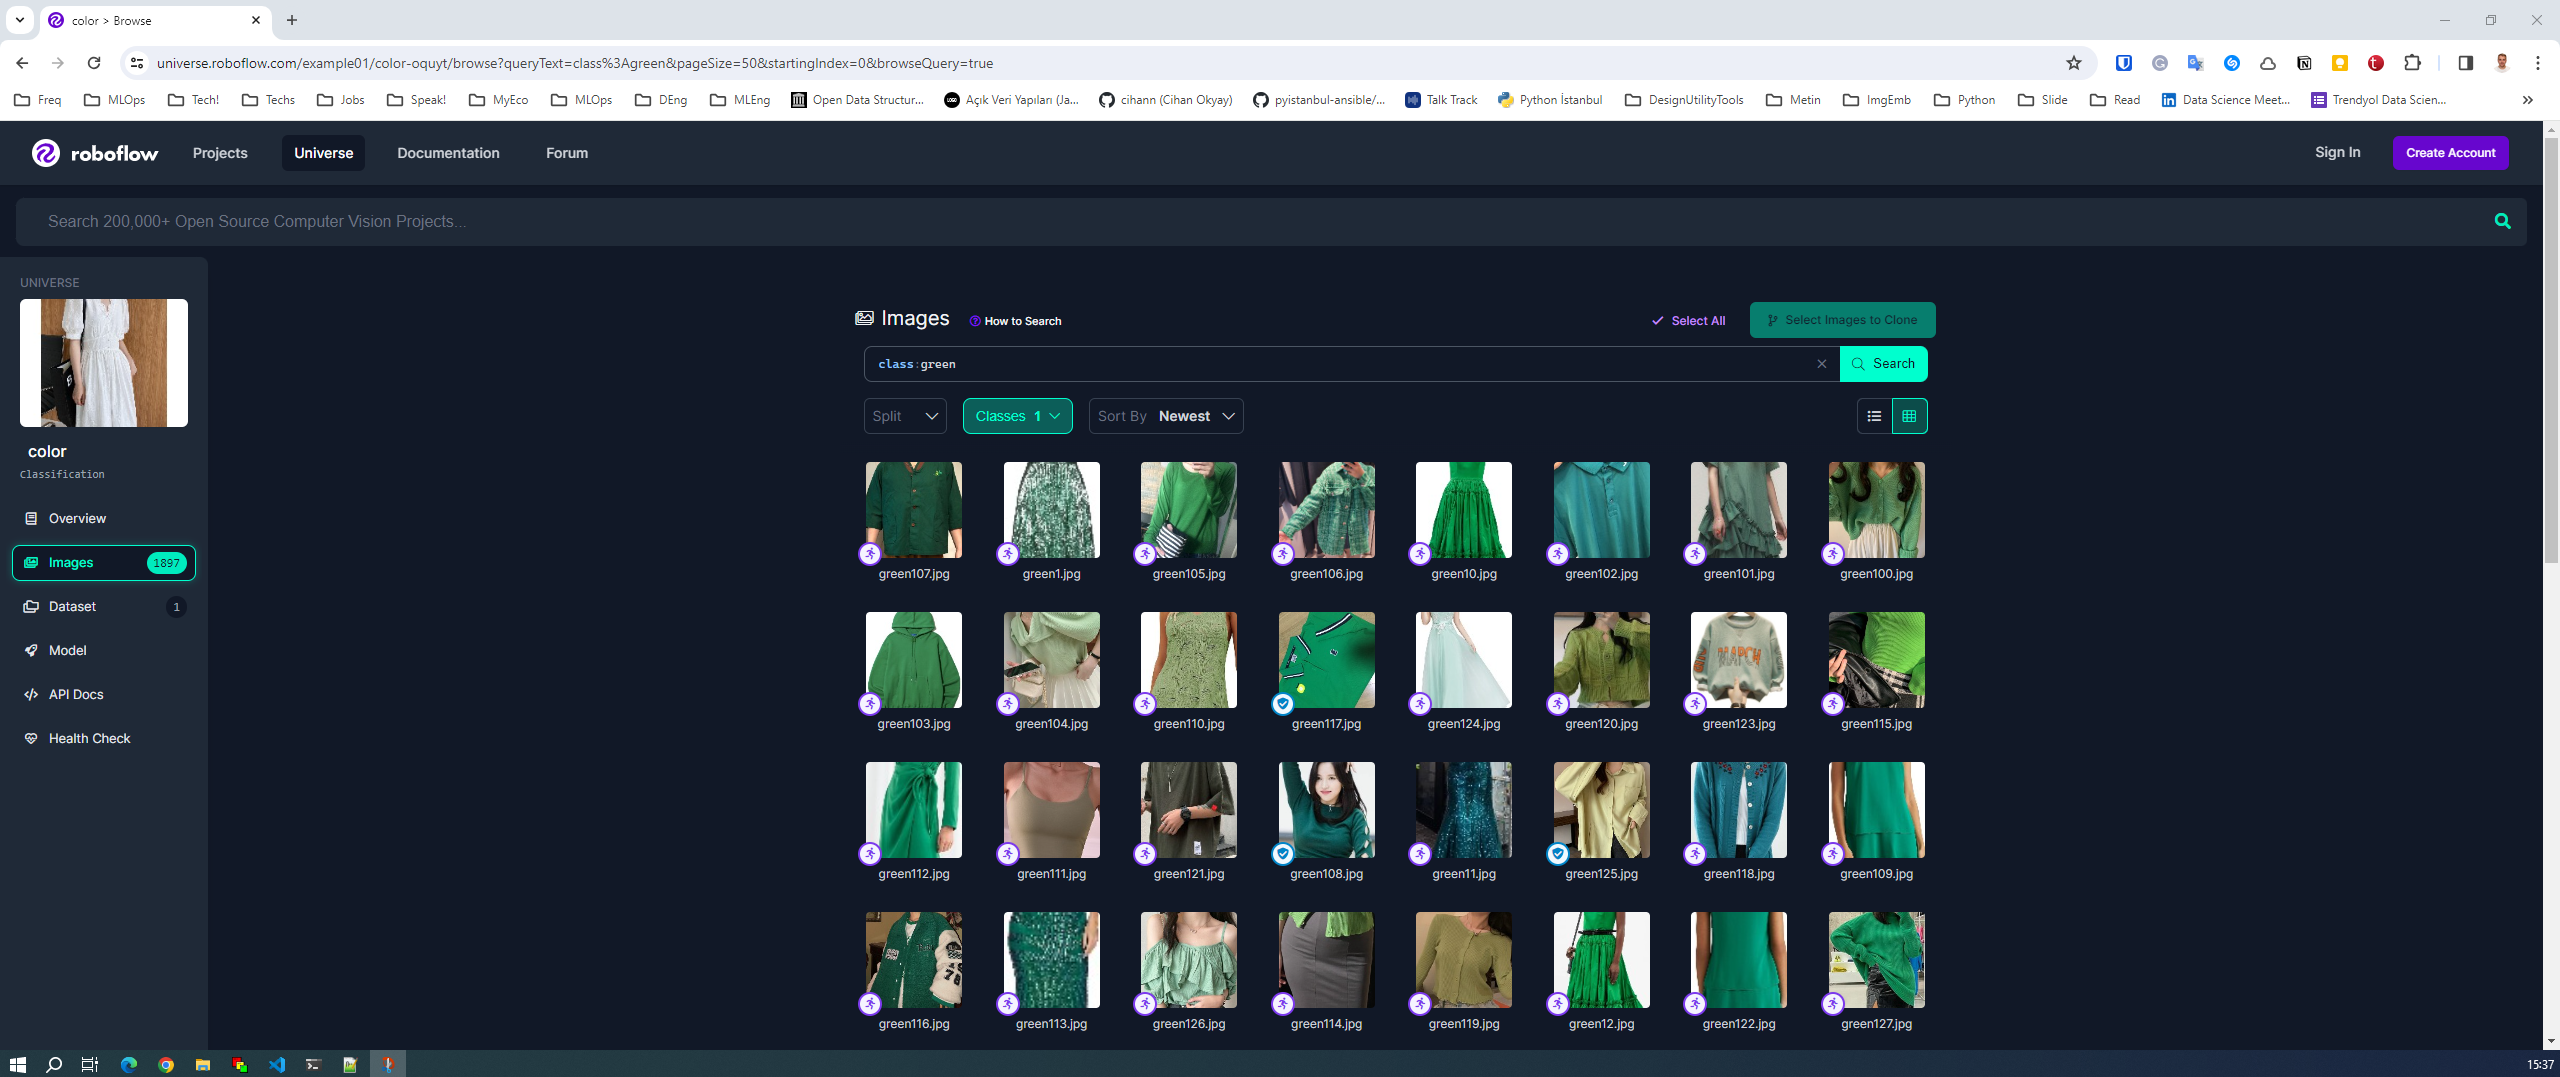 color > Browse
universe.roboflow.com/example01/color-oquyt/browse?queryText=class%3Agreen&pageSize=50&startingIndex=0&browseQuery=true
Freq MLOps Tech! Techs Jobs Speak! MyEco MLOps DEng MLEng Open Data Structur... Açık Veri Yapıları (Ja... cihann (Cihan Okyay) pyistanbul-ansible/... Talk Track Python İstanbul DesignUtilityTools Metin ImgEmb Python Slide Read Data Science Meet... Trendyol Data Scien...
roboflow Projects Universe Documentation Forum Sign In Create Account
Search 200,000+ Open Source Computer Vision Projects...
UNIVERSE
color
Classification
Overview
Images 1897
Dataset 1
Model
API Docs
Health Check
Images How to Search Select All Select Images to Clone
class:green Search
Split Classes 1 Sort By Newest
green107.jpg green1.jpg green105.jpg green106.jpg green10.jpg green102.jpg green101.jpg green100.jpg
MARCH
green103.jpg green104.jpg green110.jpg green117.jpg green124.jpg green120.jpg green123.jpg green115.jpg
green112.jpg green111.jpg green121.jpg green108.jpg green11.jpg green125.jpg green118.jpg green109.jpg
green116.jpg green113.jpg green126.jpg green114.jpg green119.jpg green12.jpg green122.jpg green127.jpg
15:37